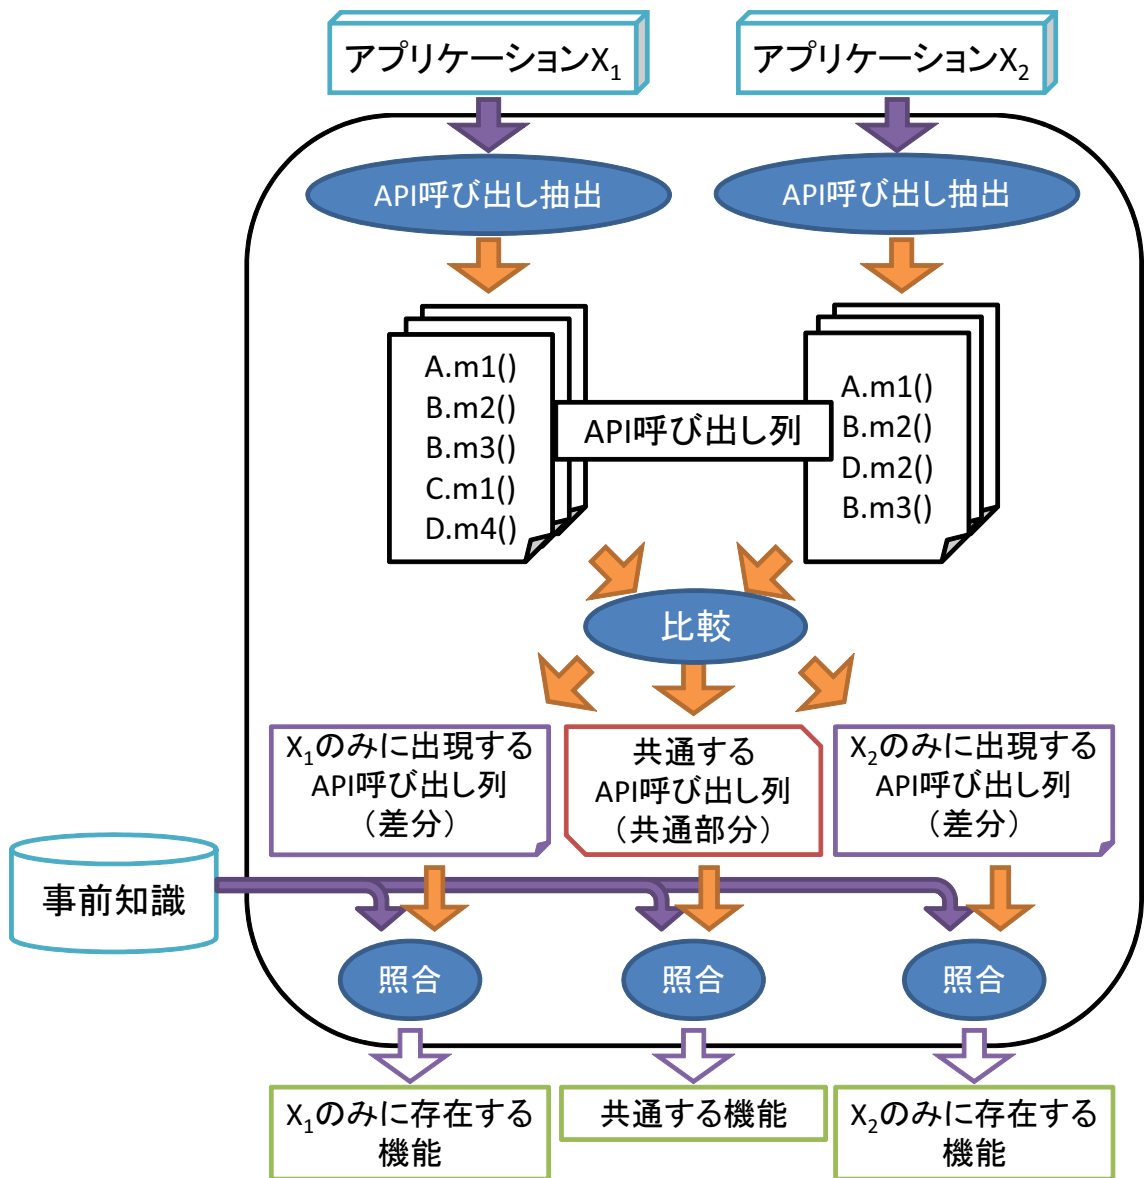 アプリケーションX1
アプリケーションX2
API呼び出し抽出
API呼び出し抽出
A.m1()
B.m2()
B.m3()
C.m1()
D.m4()
API呼び出し列
A.m1()
B.m2()
D.m2()
B.m3()
比較
X1のみに出現する
API呼び出し列
（差分）
共通する
API呼び出し列
（共通部分）
X2のみに出現する
API呼び出し列
（差分）
事前知識
照合
照合
照合
X1のみに存在する
機能
共通する機能
X2のみに存在する
機能